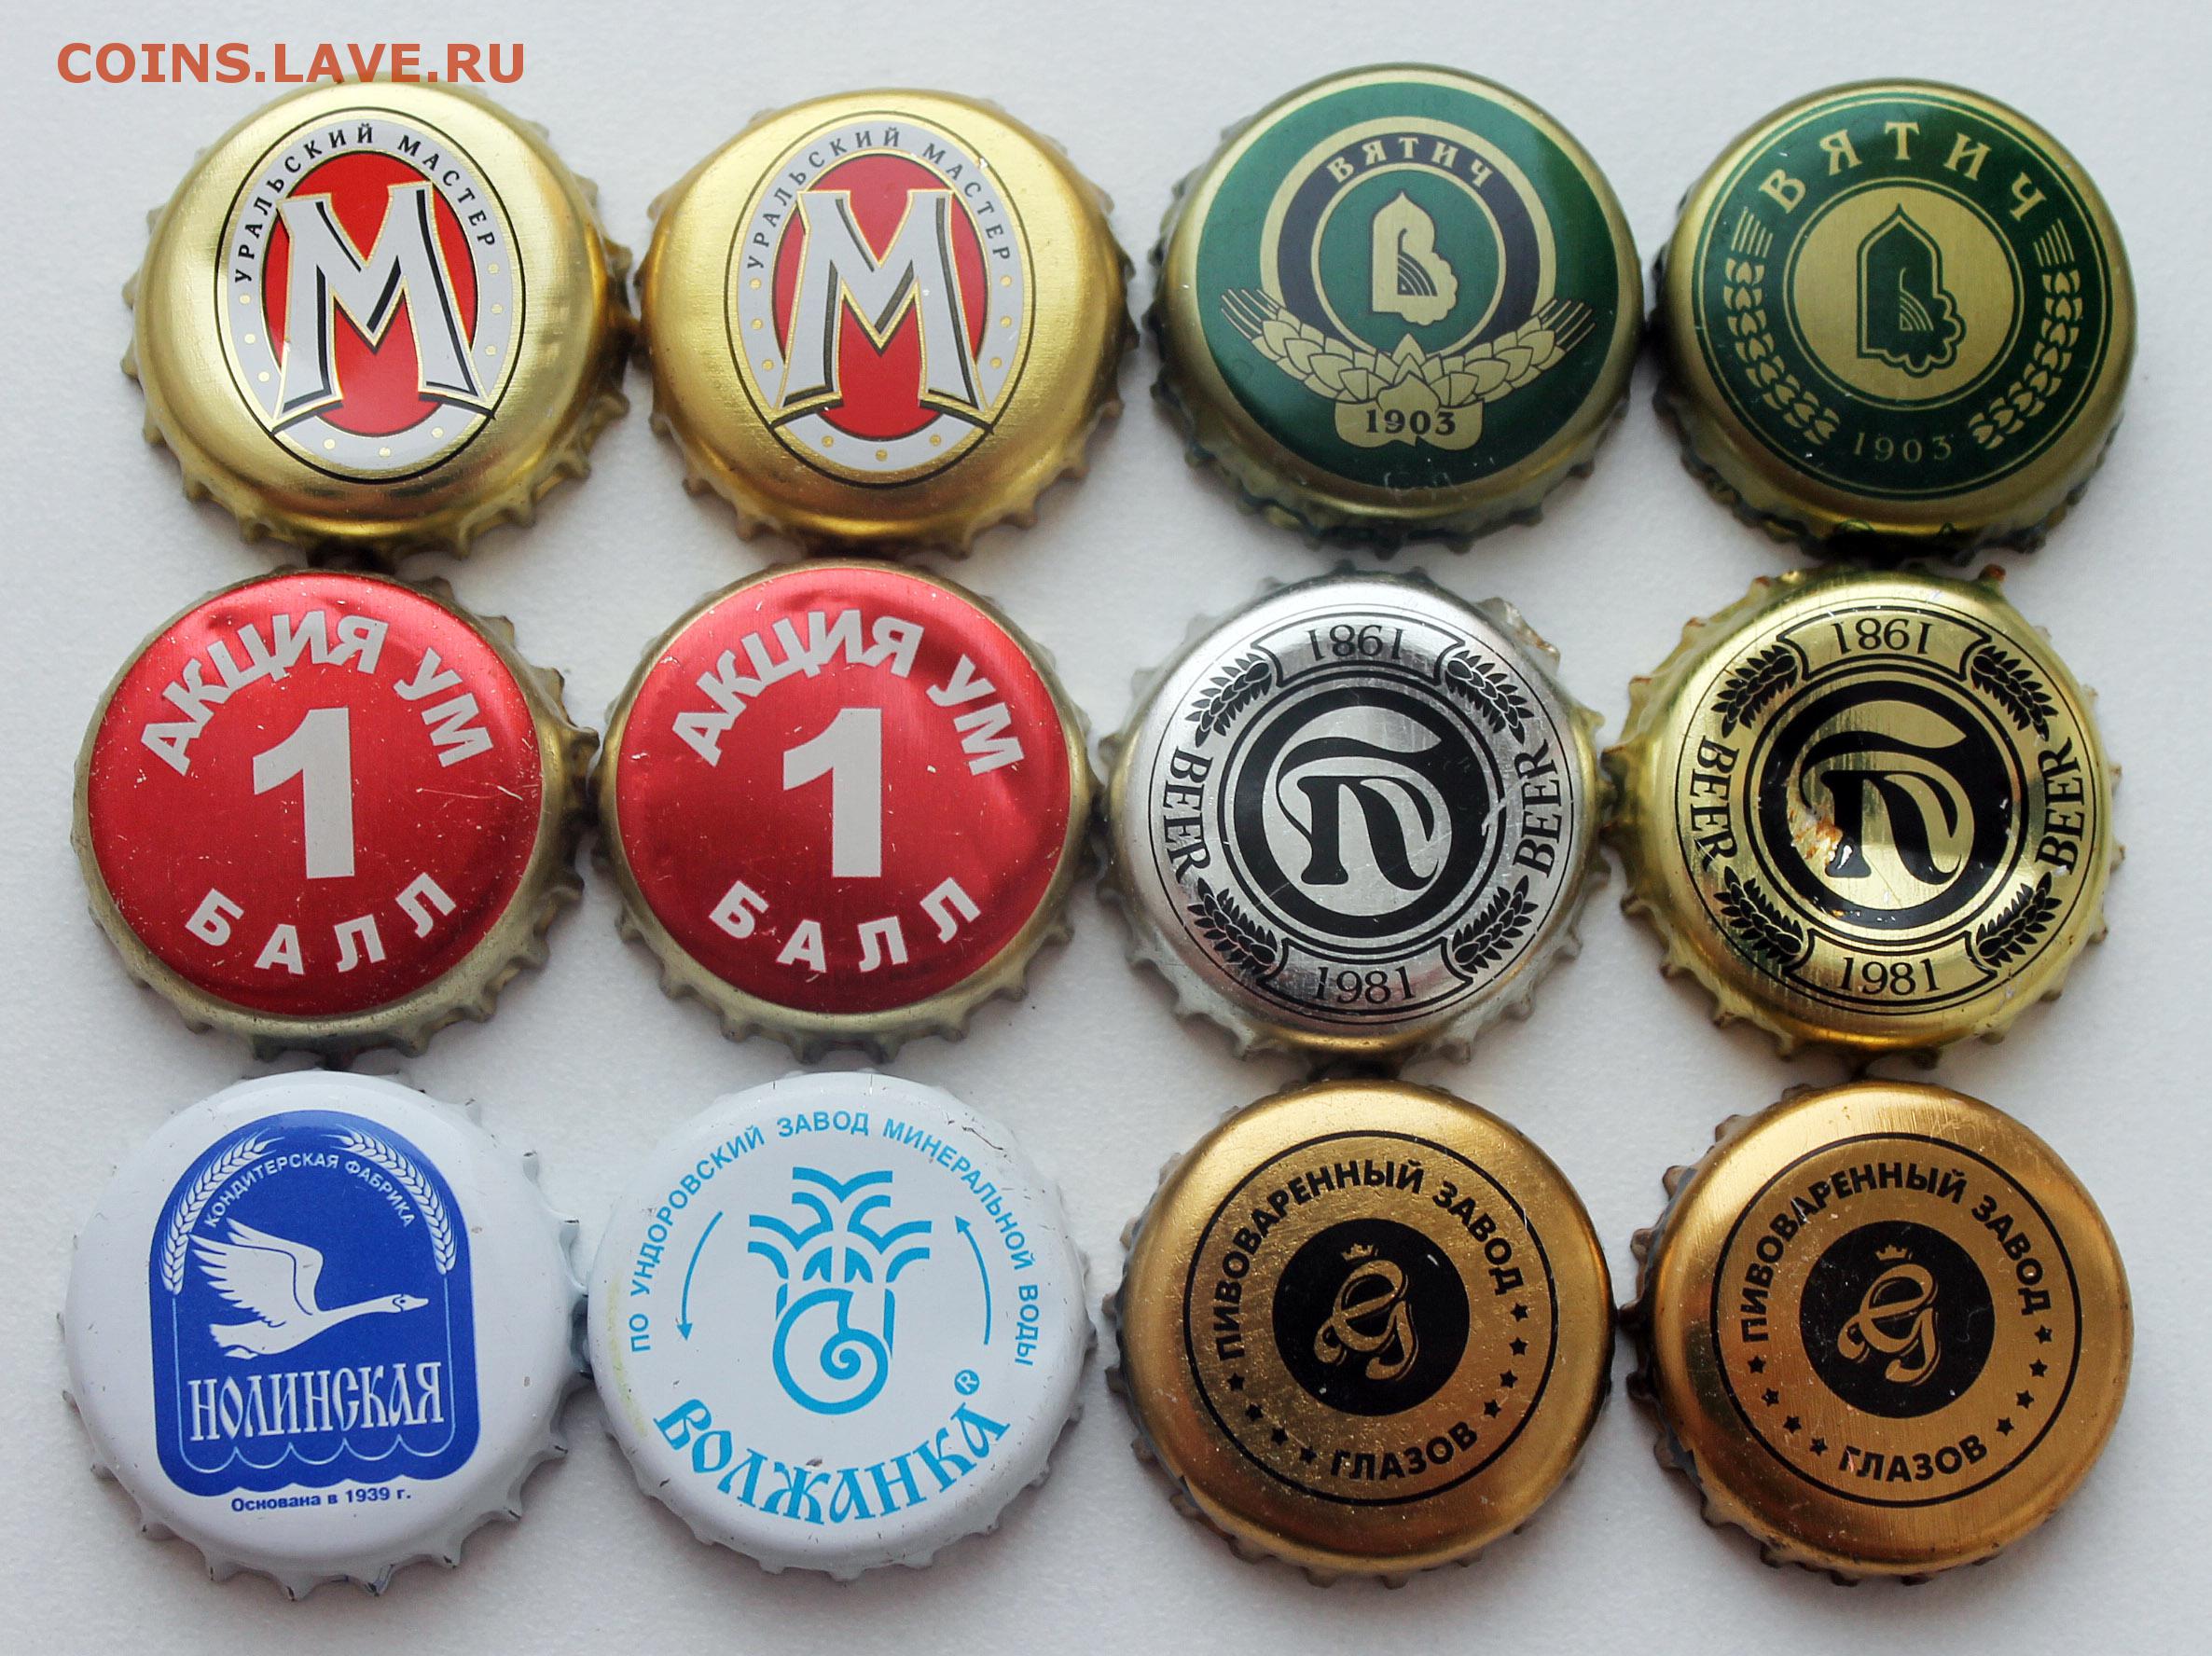 COINS.LAVE.RU
УРАЛЬСКИЙ МАСТЕР
М
УРАЛЬСКИЙ МАСТЕР
М
ВЯТИЧ
1903
ВЯТИЧ
1903
АКЦИЯ УМ
1
БАЛЛ
АКЦИЯ УМ
1
БАЛЛ
1981
BEER
BEER
1981
1981
BEER
BEER
1981
КОНДИТЕРСКАЯ ФАБРИКА
НОЛИНСКАЯ
Основана в 1939 г.
ПО УНДОРОВСКИЙ ЗАВОД МИНЕРАЛЬНОЙ ВОДЫ
ВОЛЖАНКА®
ПИВОВАРЕННЫЙ ЗАВОД
ГЛАЗОВ
ПИВОВАРЕННЫЙ ЗАВОД
ГЛАЗОВ